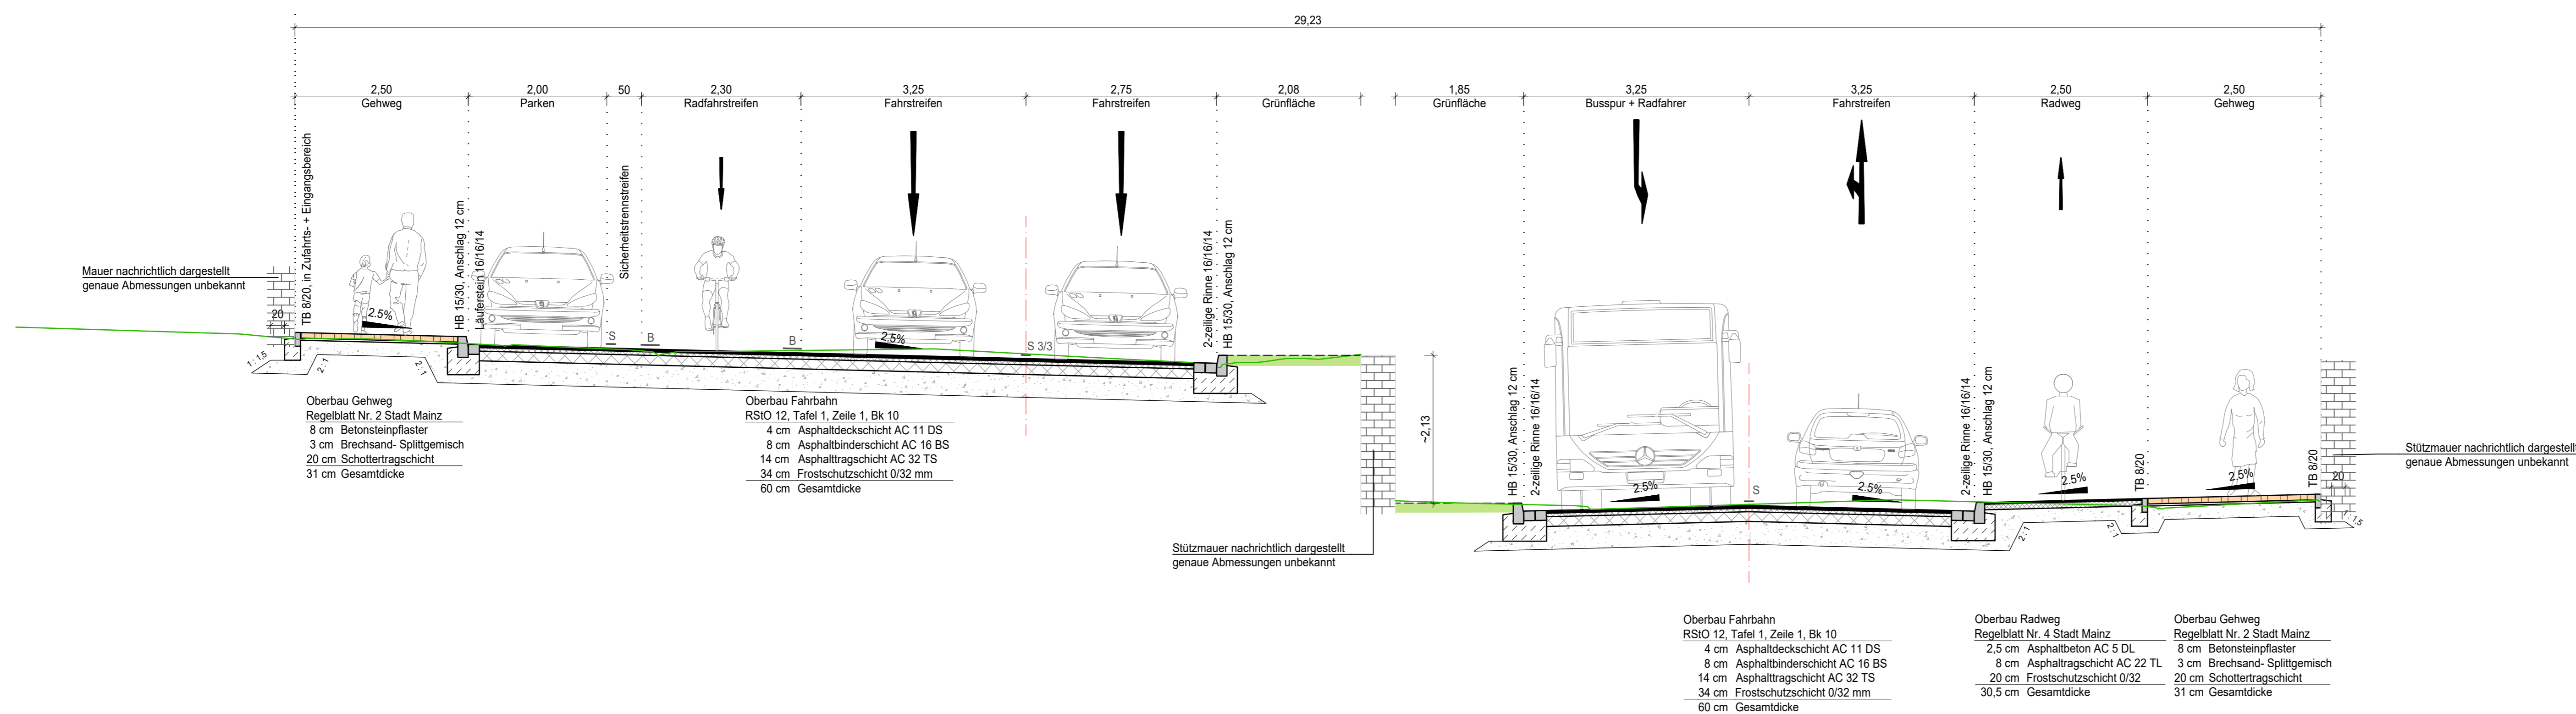 29,23
2,50
Gehweg
2,00
Parken
50
2,30
Radfahrstreifen
3,25
Fahrstreifen
2,75
Fahrstreifen
2,08
Grünfläche
1,85
Grünfläche
3,25
Busspur + Radfahrer
3,25
Fahrstreifen
2,50
Radweg
2,50
Gehweg
TB 8/20, in Zufahrts- + Eingangsbereich
HB 15/30, Anschlag 12 cm
Läuferstein 16/16/14
Sicherheitstrennstreifen
2-zeilige Rinne 16/16/14
HB 15/30, Anschlag 12 cm
Mauer nachrichtlich dargestellt
genaue Abmessungen unbekannt
20
2.5%
S
B
B
2.5%
S 3/3
1: 1,5
2: 1
2: 1
~2,13
HB 15/30, Anschlag 12 cm
2-zeilige Rinne 16/16/14
2.5%
S
2.5%
2-zeilige Rinne 16/16/14
HB 15/30, Anschlag 12 cm
2.5%
TB 8/20
2.5%
TB 8/20
20
2: 1
2: 1
1: 1,5
Stützmauer nachrichtlich dargestellt
genaue Abmessungen unbekannt
Oberbau Gehweg
Regelblatt Nr. 2 Stadt Mainz
8 cm Betonsteinpflaster
3 cm Brechsand- Splittgemisch
20 cm Schottertragschicht
31 cm Gesamtdicke
Oberbau Fahrbahn
RStO 12, Tafel 1, Zeile 1, Bk 10
4 cm Asphaltdeckschicht AC 11 DS
8 cm Asphaltbinderschicht AC 16 BS
14 cm Asphalttragschicht AC 32 TS
34 cm Frostschutzschicht 0/32 mm
60 cm Gesamtdicke
Stützmauer nachrichtlich dargestellt
genaue Abmessungen unbekannt
Oberbau Fahrbahn
RStO 12, Tafel 1, Zeile 1, Bk 10
4 cm Asphaltdeckschicht AC 11 DS
8 cm Asphaltbinderschicht AC 16 BS
14 cm Asphalttragschicht AC 32 TS
34 cm Frostschutzschicht 0/32 mm
60 cm Gesamtdicke
Oberbau Radweg
Regelblatt Nr. 4 Stadt Mainz
2,5 cm Asphaltbeton AC 5 DL
8 cm Asphaltragschicht AC 22 TL
20 cm Frostschutzschicht 0/32
30,5 cm Gesamtdicke
Oberbau Gehweg
Regelblatt Nr. 2 Stadt Mainz
8 cm Betonsteinpflaster
3 cm Brechsand- Splittgemisch
20 cm Schottertragschicht
31 cm Gesamtdicke